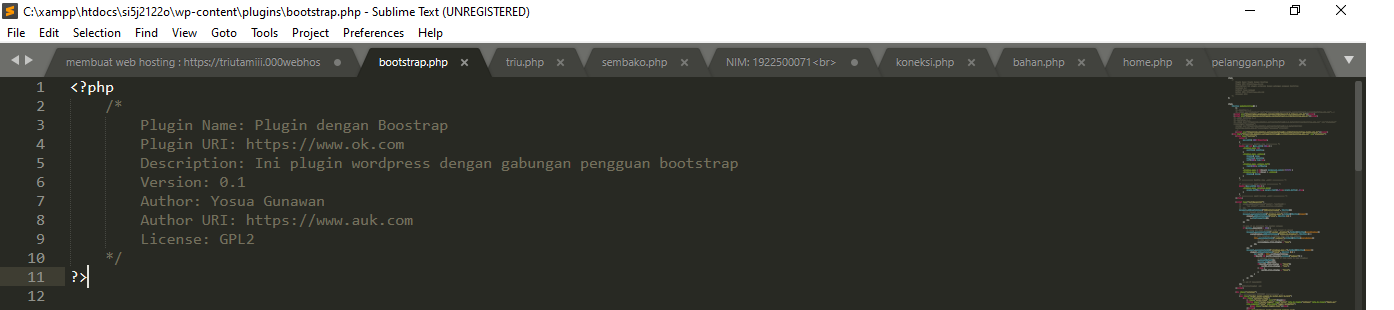 C:\xampp\htdocs\si5j2122o\wp-content\plugins\bootstrap.php - Sublime Text (UNREGISTERED)
File Edit Selection Find View Goto Tools Project Preferences Help
membuat web hosting : https://triutamiii.000webhos bootstrap.php triu.php sembako.php NIM: 1922500071<br> koneksi.php bahan.php home.php pelanggan.php
1 <?php
2 /*
3 Plugin Name: Plugin dengan Boostrap
4 Plugin URI: https://www.ok.com
5 Description: Ini plugin wordpress dengan gabungan pengguan bootstrap
6 Version: 0.1
7 Author: Yosua Gunawan
8 Author URI: https://www.auk.com
9 License: GPL2
10 */
11 ?>
12